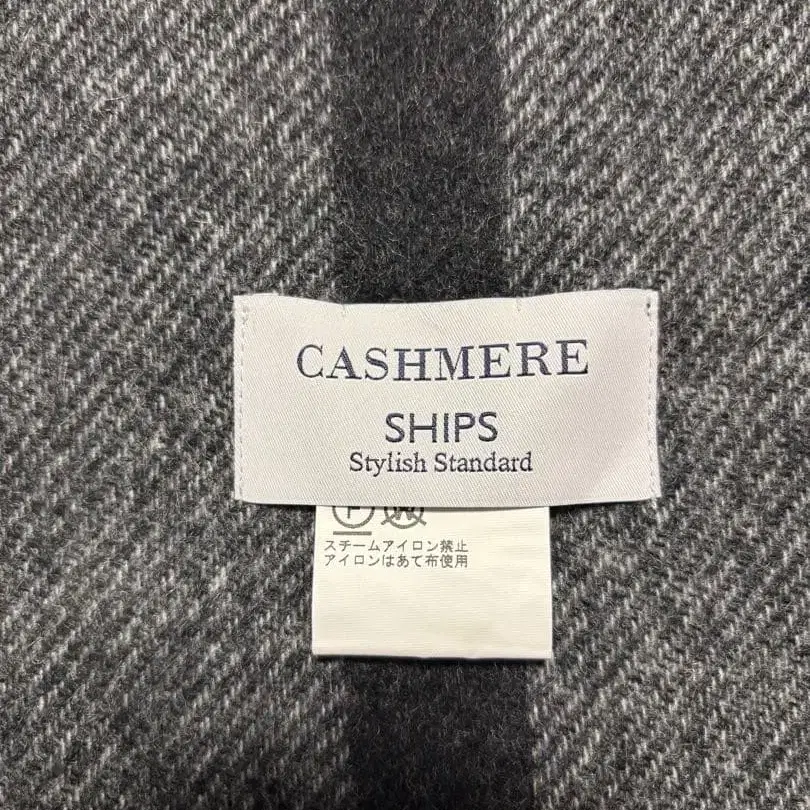 CASHMERE
SHIPS
Stylish Standard
スチームアイロン禁止
アイロンはあて布使用